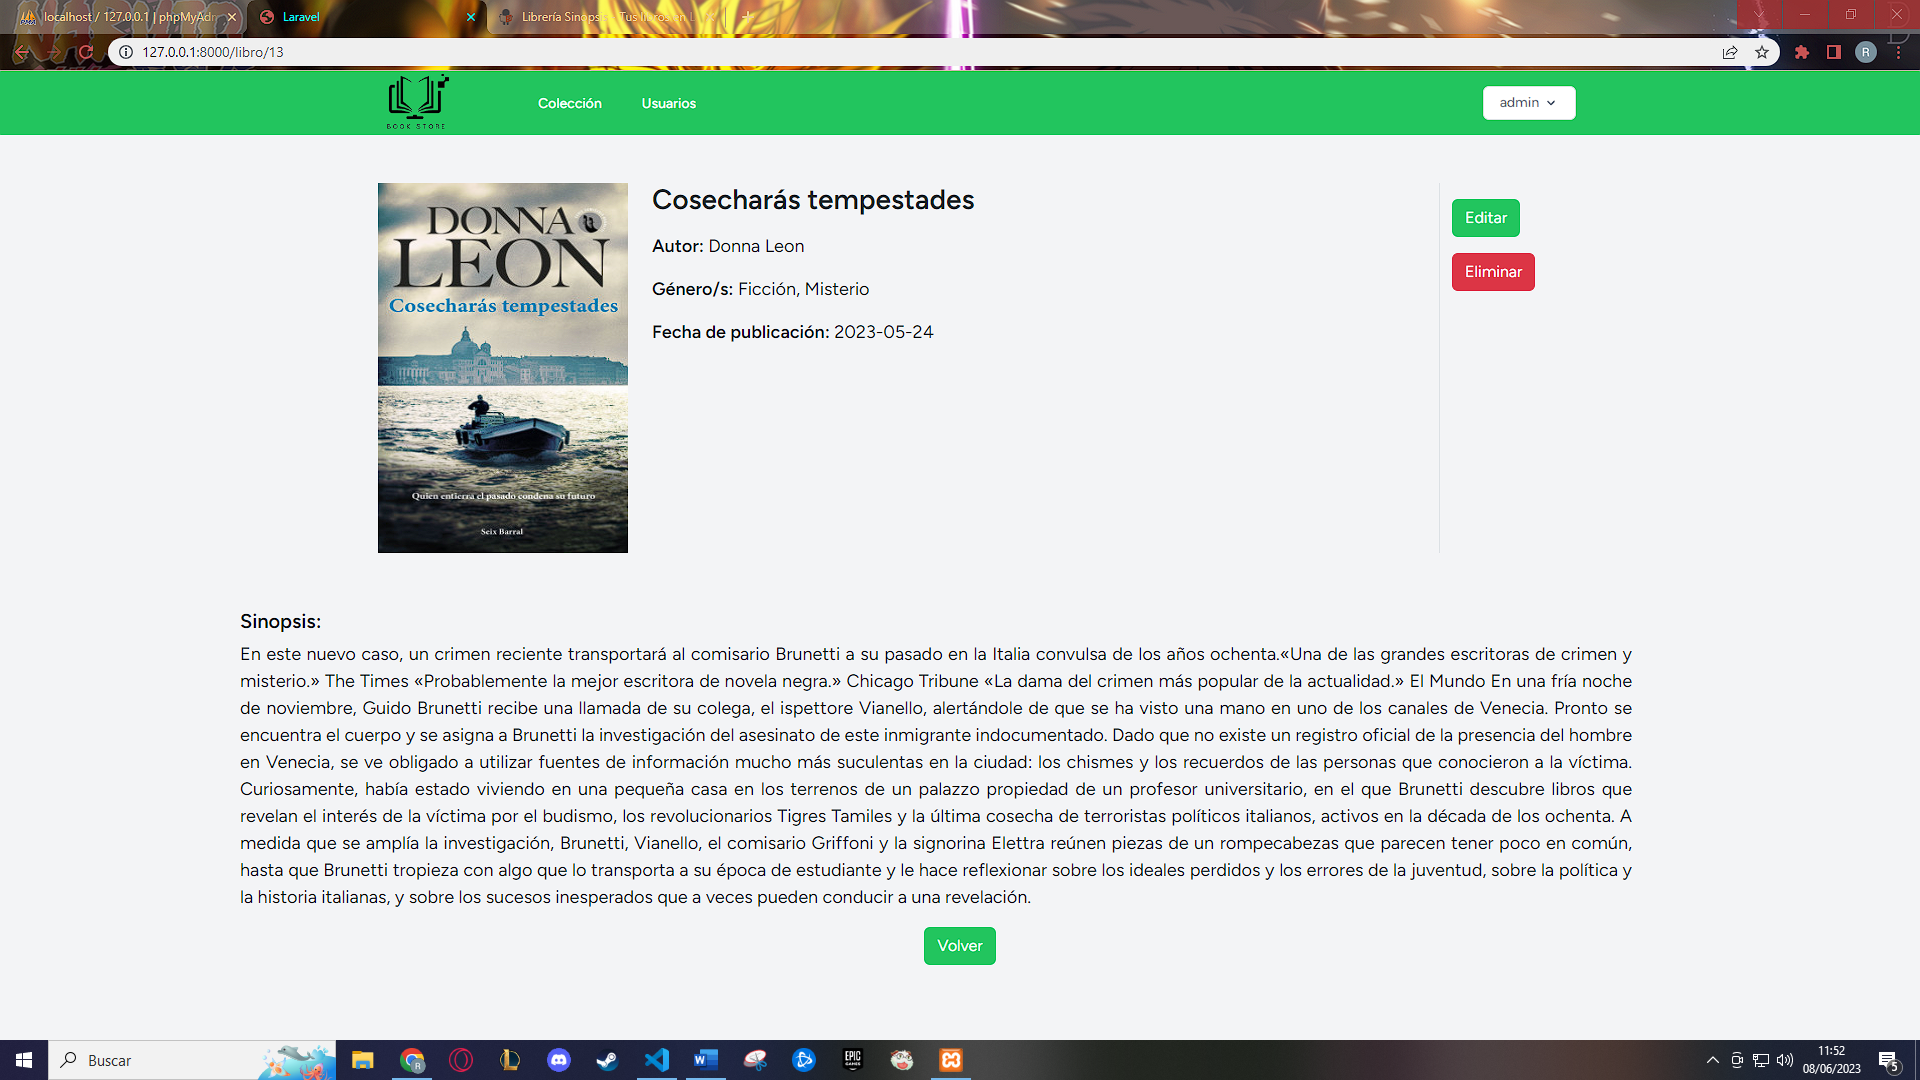 localhost / 127.0.0.1 | phpMyAdm
Laravel
Librería Sinopsis - Tus libros en L
127.0.0.1:8000/libro/13
R
BOOK STORE
Colección
Usuarios
admin
DONNA
LEON
Cosecharás tempestades
Quien entierra el pasado condena su futuro
Seix Barral
Cosecharás tempestades
Autor: Donna Leon
Género/s: Ficción, Misterio
Fecha de publicación: 2023-05-24
Editar
Eliminar
Sinopsis:
En este nuevo caso, un crimen reciente transportará al comisario Brunetti a su pasado en la Italia convulsa de los años ochenta.«Una de las grandes escritoras de crimen y
misterio.» The Times «Probablemente la mejor escritora de novela negra.» Chicago Tribune «La dama del crimen más popular de la actualidad.» El Mundo En una fría noche
de noviembre, Guido Brunetti recibe una llamada de su colega, el ispettore Vianello, alertándole de que se ha visto una mano en uno de los canales de Venecia. Pronto se
encuentra el cuerpo y se asigna a Brunetti la investigación del asesinato de este inmigrante indocumentado. Dado que no existe un registro oficial de la presencia del hombre
en Venecia, se ve obligado a utilizar fuentes de información mucho más suculentas en la ciudad: los chismes y los recuerdos de las personas que conocieron a la víctima.
Curiosamente, había estado viviendo en una pequeña casa en los terrenos de un palazzo propiedad de un profesor universitario, en el que Brunetti descubre libros que
revelan el interés de la víctima por el budismo, los revolucionarios Tigres Tamiles y la última cosecha de terroristas políticos italianos, activos en la década de los ochenta. A
medida que se amplía la investigación, Brunetti, Vianello, el comisario Griffoni y la signorina Elettra reúnen piezas de un rompecabezas que parecen tener poco en común,
hasta que Brunetti tropieza con algo que lo transporta a su época de estudiante y le hace reflexionar sobre los ideales perdidos y los errores de la juventud, sobre la política y
la historia italianas, y sobre los sucesos inesperados que a veces pueden conducir a una revelación.
Volver
Buscar
EPIC
GAMES
11:52
08/06/2023
5